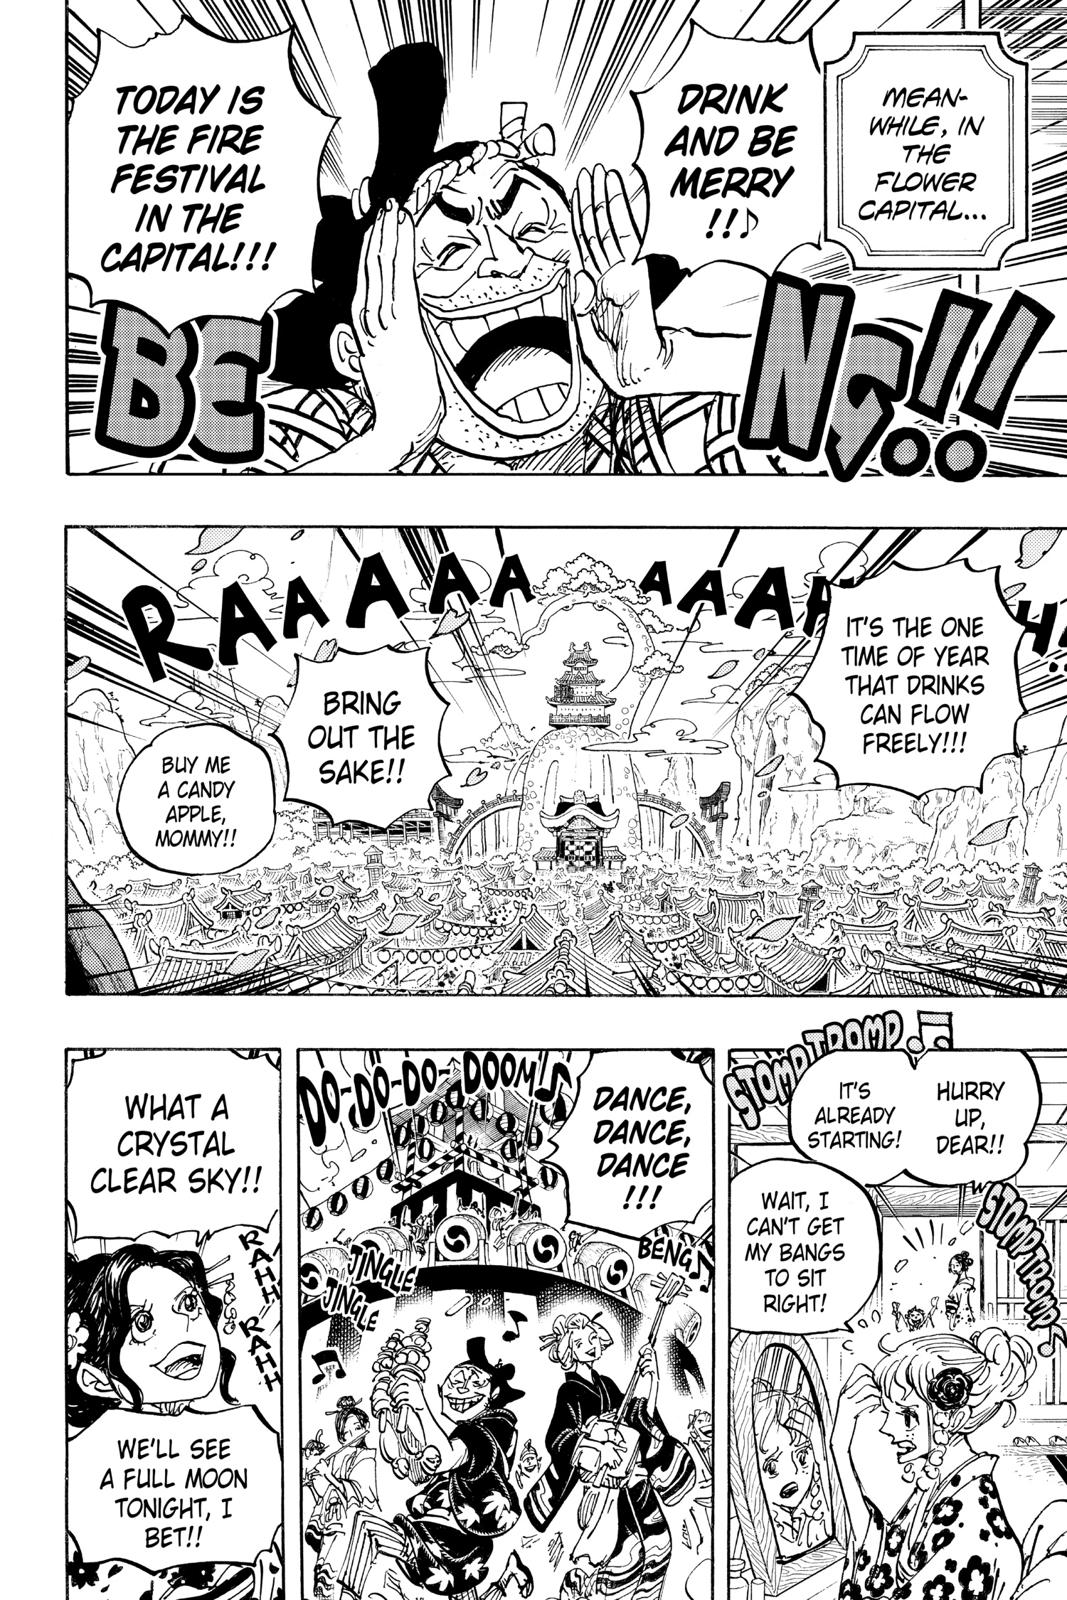 MEAN-
WHILE, IN
THE
FLOWER
CAPITAL...
DRINK
AND BE
MERRY
!!♪
TODAY IS
THE FIRE
FESTIVAL
IN THE
CAPITAL!!!
BE
NG!!
RAAAAAA AAAAH!!
IT'S THE ONE
TIME OF YEAR
THAT DRINKS
CAN FLOW
FREELY!!!
BRING
OUT THE
SAKE!!
BUY ME
A CANDY
APPLE,
MOMMY!!
STOMP TROMP♫
HURRY
UP,
DEAR!!
IT'S
ALREADY
STARTING!
WAIT, I
CAN'T GET
MY BANGS
TO SIT
RIGHT!
STOMP TROMP♪
DO-DO-DO-DOOM♪
DANCE,
DANCE,
DANCE
!!!
BENG♫
JINGLE
JINGLE
WHAT A
CRYSTAL
CLEAR SKY!!
RAHH
RAHH
WE'LL SEE
A FULL MOON
TONIGHT, I
BET!!